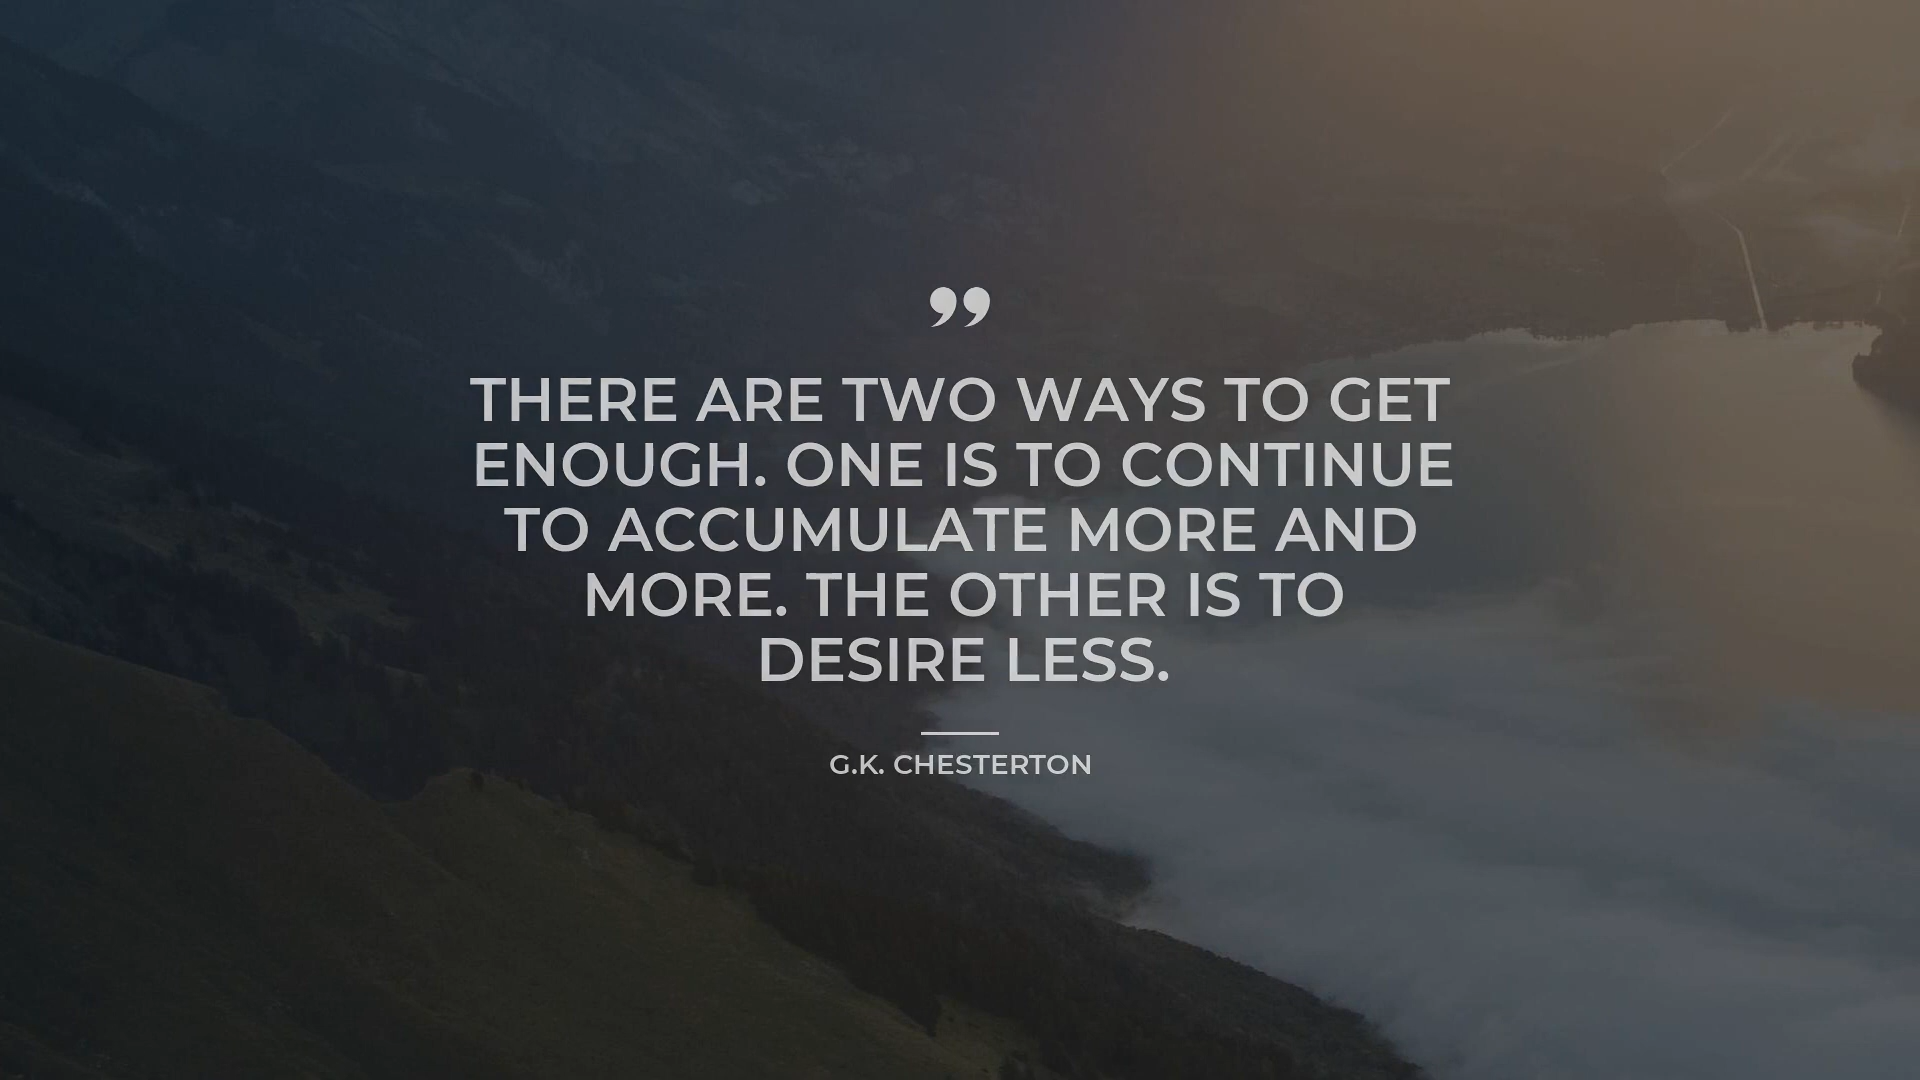 ”
THERE ARE TWO WAYS TO GET
ENOUGH. ONE IS TO CONTINUE
TO ACCUMULATE MORE AND
MORE. THE OTHER IS TO
DESIRE LESS.
G.K. CHESTERTON